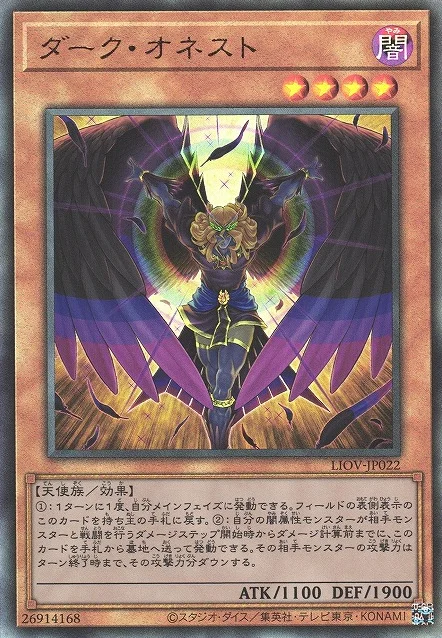 ダーク・オネスト
闇
LIOV-JP022
【天使族／効果】
①：1ターンに1度、自分メインフェイズに発動できる。フィールドの表側表示の
このカードを持ち主の手札に戻す。②：自分の闇属性モンスターが相手モン
スターと戦闘を行うダメージステップ開始時からダメージ計算前までに、この
カードを手札から墓地へ送って発動できる。その相手モンスターの攻撃力は
ターン終了時まで、その攻撃力分ダウンする。
ATK/1100 DEF/1900
26914168
©スタジオ・ダイス／集英社・テレビ東京・KONAMI